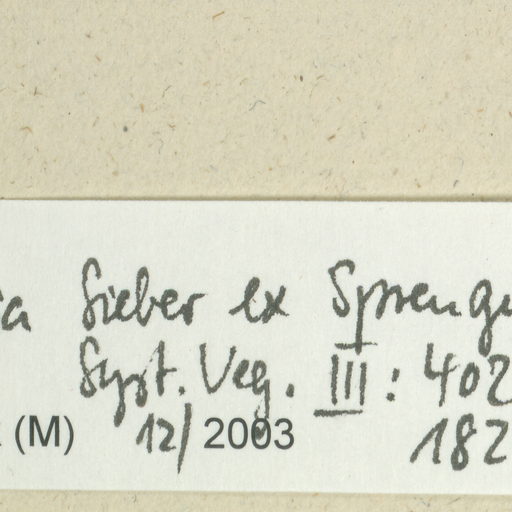 a Sieber ex Spreng
Syst. Veg. III: 402
(M) 12/2003 182